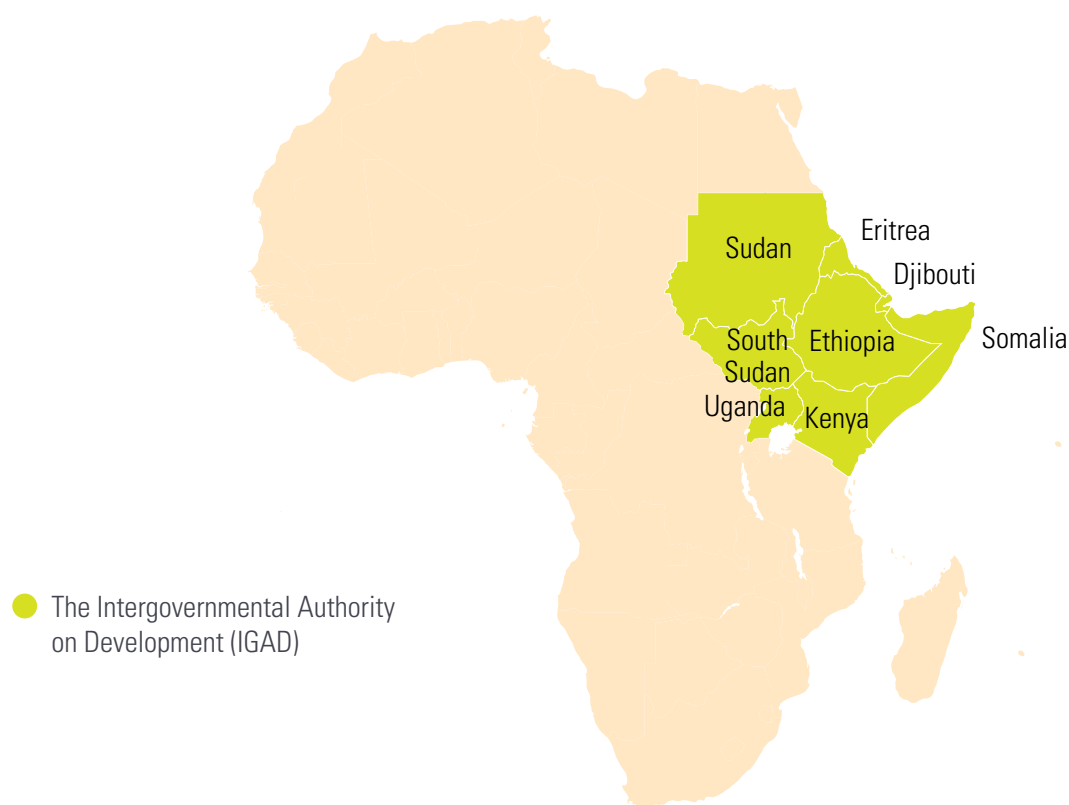 Eritrea
Sudan
Djibouti
Somalia
South
Ethiopia
Sudan
Uganda
Kenya
The Intergovernmental Authority
on Development (IGAD)